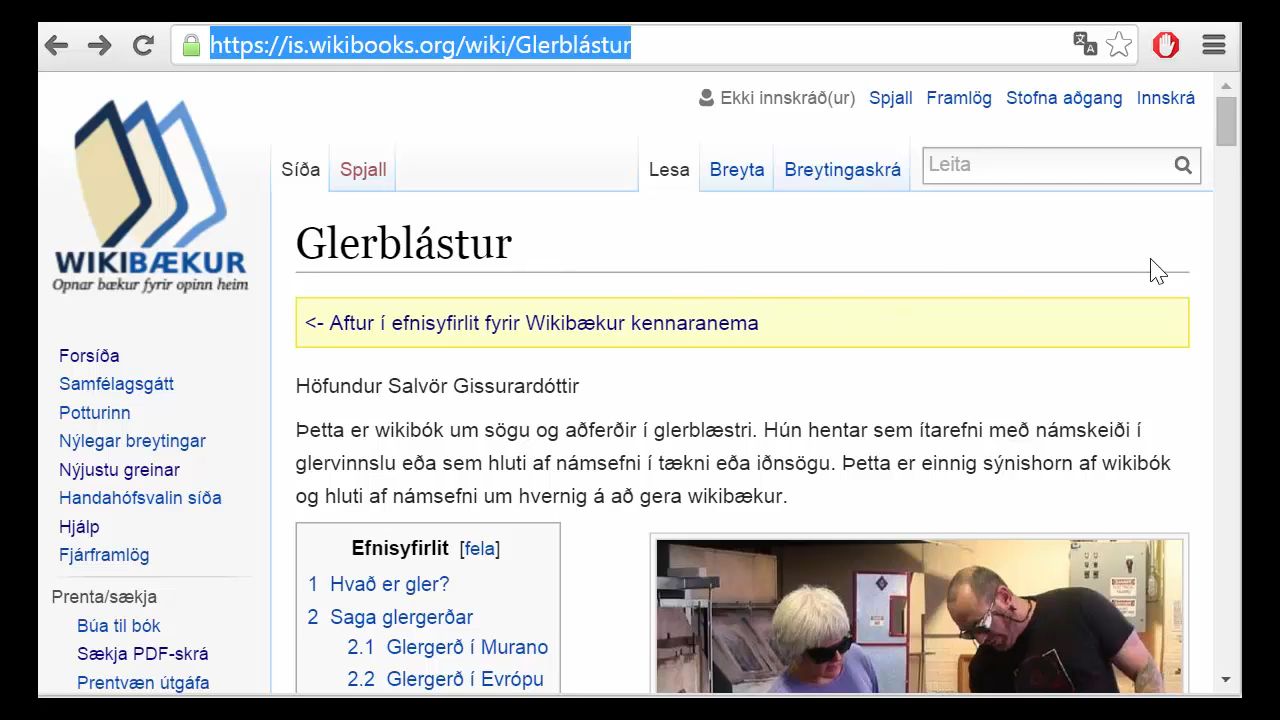 https://is.wikibooks.org/wiki/Glerblástur
Ekki innskráð(ur) Spjall Framlög Stofna aðgang Innskrá
Síða Spjall Lesa Breyta Breytingaskrá Leita
WIKIBÆKUR
Opnar bækur fyrir opinn heim
Glerblástur
<- Aftur í efnisyfirlit fyrir Wikibækur kennaranema
Forsíða
Samfélagsgátt
Potturinn
Nýlegar breytingar
Nýjustu greinar
Handahófsvalin síða
Hjálp
Fjárframlög
Prenta/sækja
Búa til bók
Sækja PDF-skrá
Prentvæn útgáfa
Höfundur Salvör Gissurardóttir
Þetta er wikibók um sögu og aðferðir í glerblæstri. Hún hentar sem ítarefni með námskeiði í
glervinnslu eða sem hluti af námsefni í tækni eða iðnsögu. Þetta er einnig sýnishorn af wikibók
og hluti af námsefni um hvernig á að gera wikibækur.
Efnisyfirlit [fela]
1 Hvað er gler?
2 Saga glergerðar
2.1 Glergerð í Murano
2.2 Glergerð í Evrópu